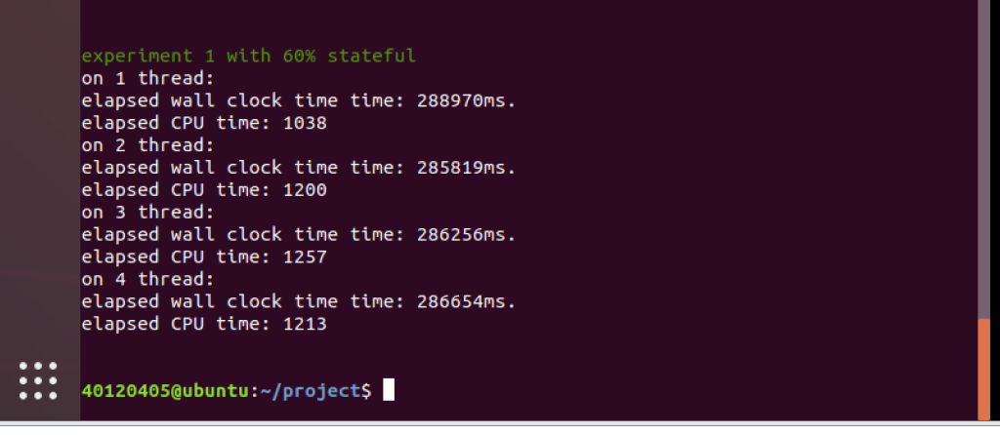 experiment 1 with 60% stateful
on 1 thread:
elapsed wall clock time time: 288970ms.
elapsed CPU time: 1038
on 2 thread:
elapsed wall clock time time: 285819ms.
elapsed CPU time: 1200
on 3 thread:
elapsed wall clock time time: 286256ms.
elapsed CPU time: 1257
on 4 thread:
elapsed wall clock time time: 286654ms.
elapsed CPU time: 1213
40120405@ubuntu:~/project$